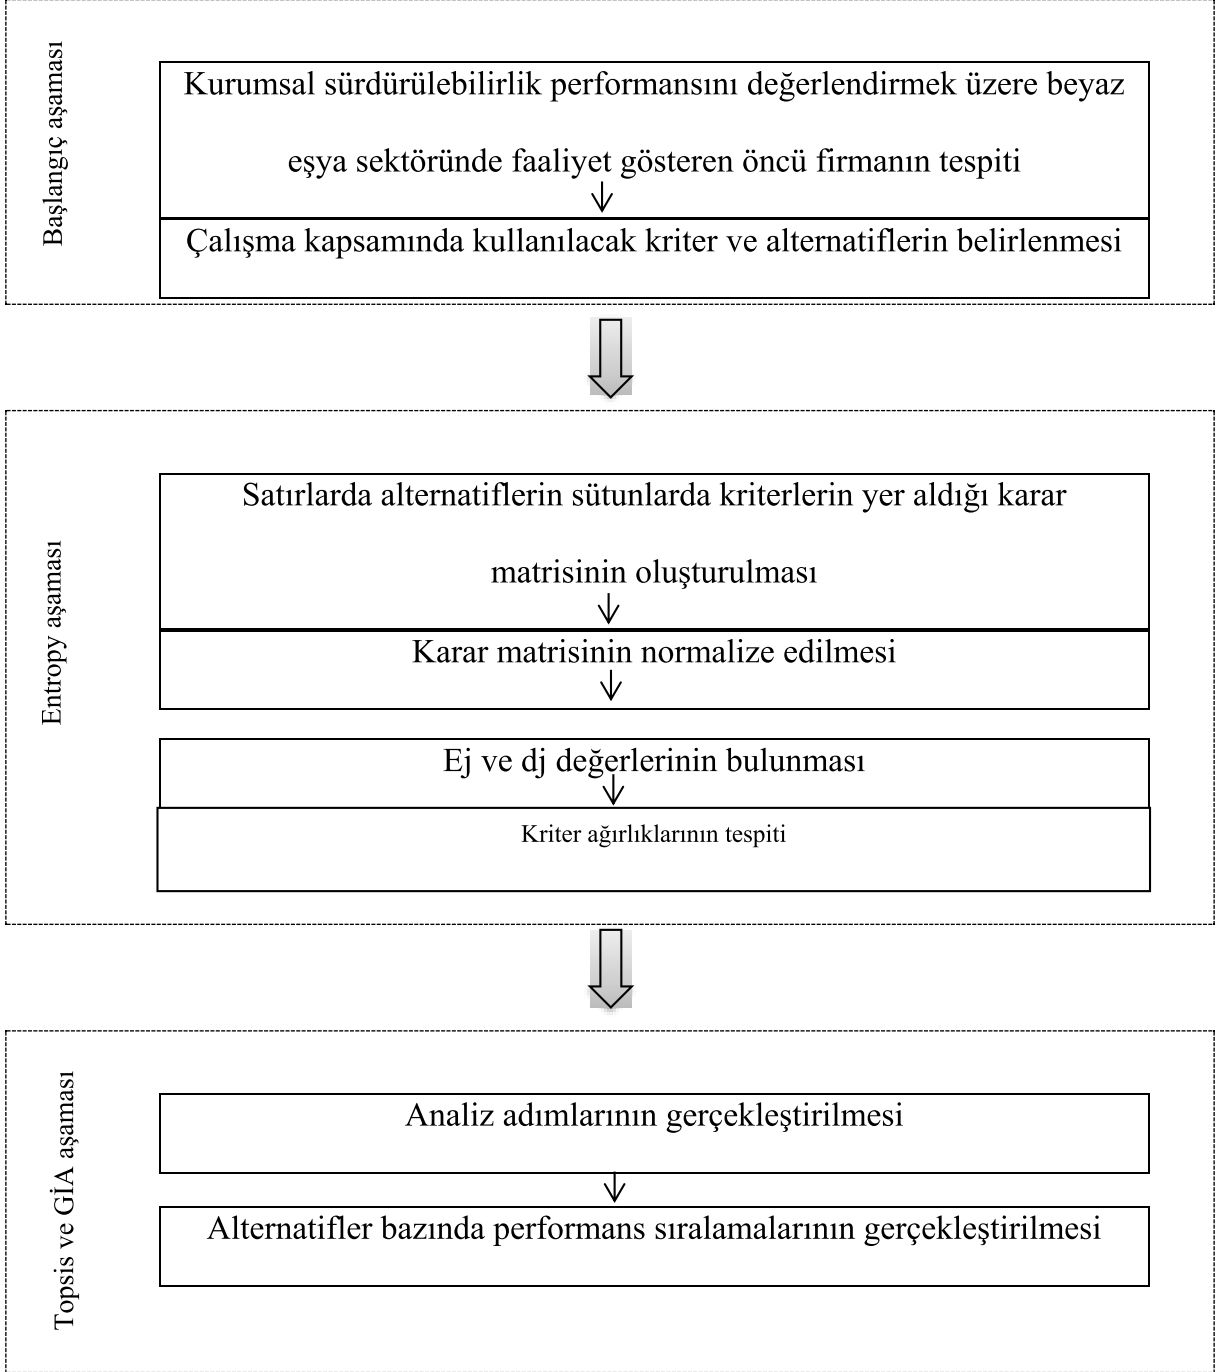 Başlangıç aşaması
Kurumsal sürdürülebilirlik performansını değerlendirmek üzere beyaz
eşya sektöründe faaliyet gösteren öncü firmanın tespiti
Çalışma kapsamında kullanılacak kriter ve alternatiflerin belirlenmesi
Entropy aşaması
Satırlarda alternatiflerin sütunlarda kriterlerin yer aldığı karar
matrisinin oluşturulması
Karar matrisinin normalize edilmesi
Ej ve dj değerlerinin bulunması
Kriter ağırlıklarının tespiti
Topsis ve GİA aşaması
Analiz adımlarının gerçekleştirilmesi
Alternatifler bazında performans sıralamalarının gerçekleştirilmesi